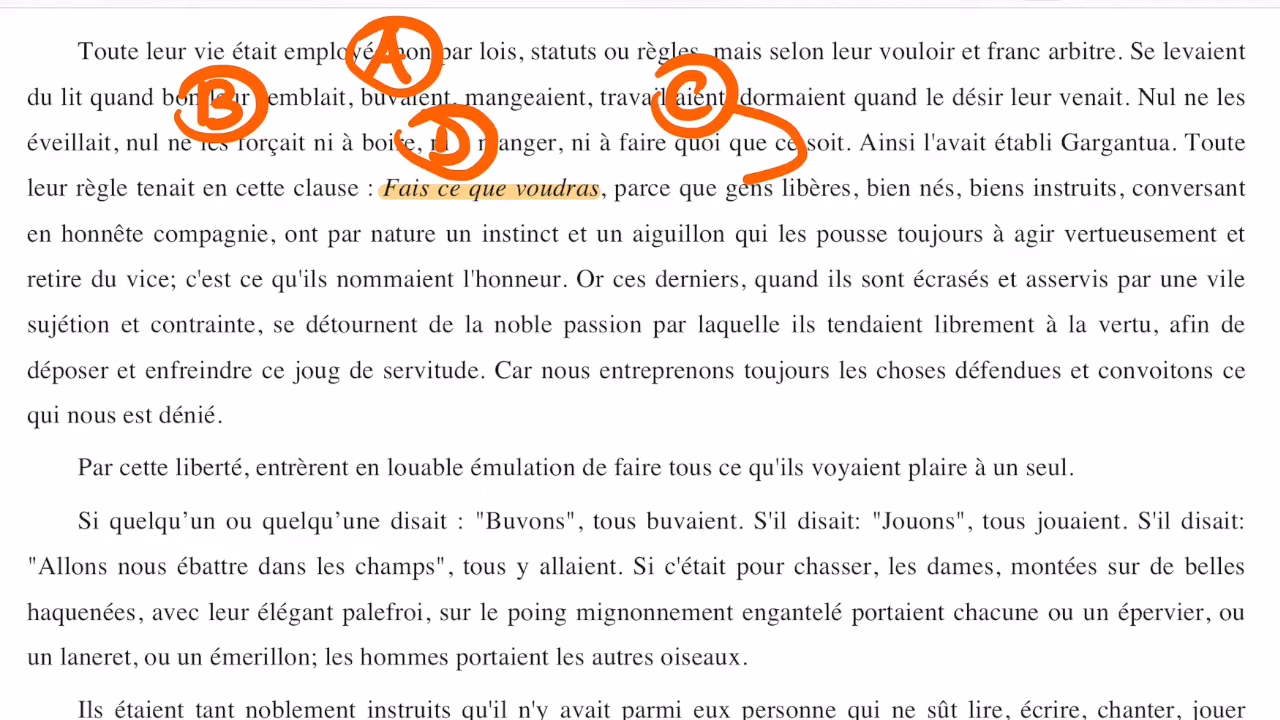 Toute leur vie était employée non par lois, statuts ou règles, mais selon leur vouloir et franc arbitre. Se levaient
du lit quand bon leur semblait, buvaient, mangeaient, travaillaient, dormaient quand le désir leur venait. Nul ne les
éveillait, nul ne les forçait ni à boire, ni à manger, ni à faire quoi que ce soit. Ainsi l'avait établi Gargantua. Toute
leur règle tenait en cette clause : Fais ce que voudras, parce que gens libères, bien nés, biens instruits, conversant
en honnête compagnie, ont par nature un instinct et un aiguillon qui les pousse toujours à agir vertueusement et
retire du vice; c'est ce qu'ils nommaient l'honneur. Or ces derniers, quand ils sont écrasés et asservis par une vile
sujétion et contrainte, se détournent de la noble passion par laquelle ils tendaient librement à la vertu, afin de
déposer et enfreindre ce joug de servitude. Car nous entreprenons toujours les choses défendues et convoitons ce
qui nous est dénié.
Par cette liberté, entrèrent en louable émulation de faire tous ce qu'ils voyaient plaire à un seul.
Si quelqu’un ou quelqu’une disait : "Buvons", tous buvaient. S'il disait: "Jouons", tous jouaient. S'il disait:
"Allons nous ébattre dans les champs", tous y allaient. Si c'était pour chasser, les dames, montées sur de belles
haquenées, avec leur élégant palefroi, sur le poing mignonnement engantelé portaient chacune ou un épervier, ou
un laneret, ou un émerillon; les hommes portaient les autres oiseaux.
Ils étaient tant noblement instruits qu'il n'y avait parmi eux personne qui ne sût lire, écrire, chanter, jouer
A
B
C
D